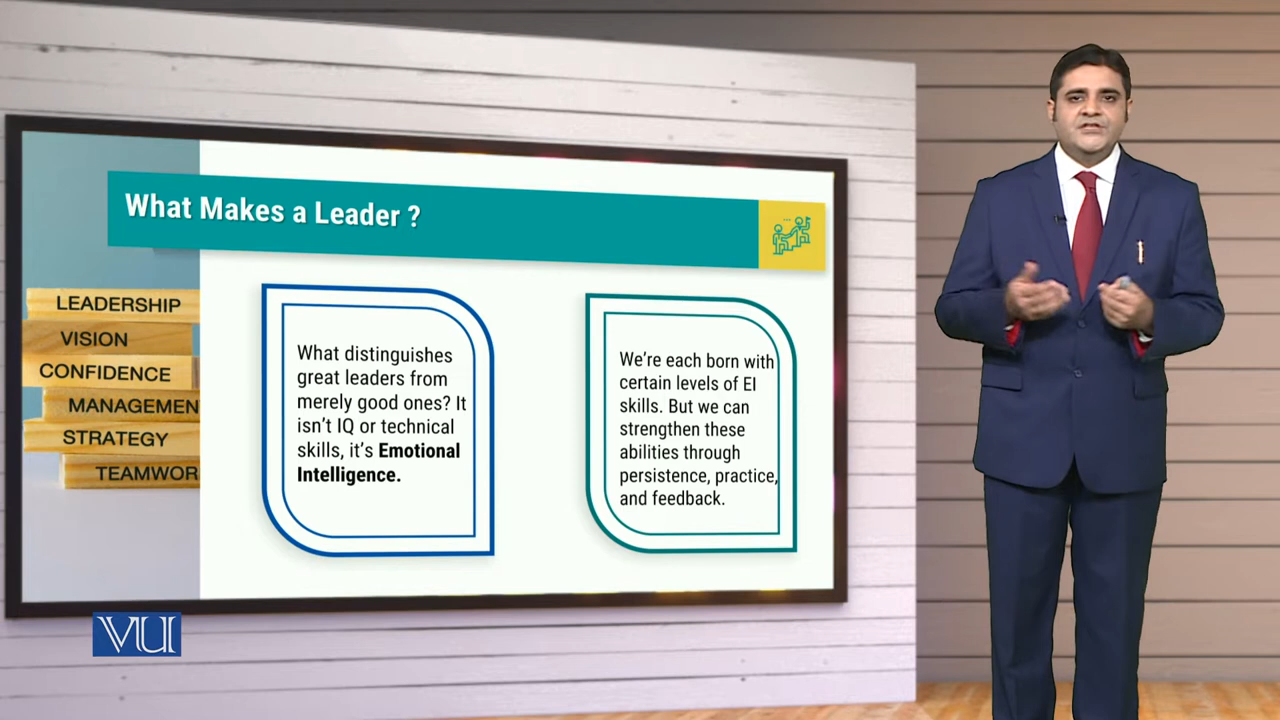 What Makes a Leader ?
LEADERSHIP
VISION
CONFIDENCE
MANAGEMEN
STRATEGY
TEAMWOR
What distinguishes
great leaders from
merely good ones? It
isn't IQ or technical
skills, it's Emotional
Intelligence.
We're each born with
certain levels of EI
skills. But we can
strengthen these
abilities through
persistence, practice,
and feedback.
VU